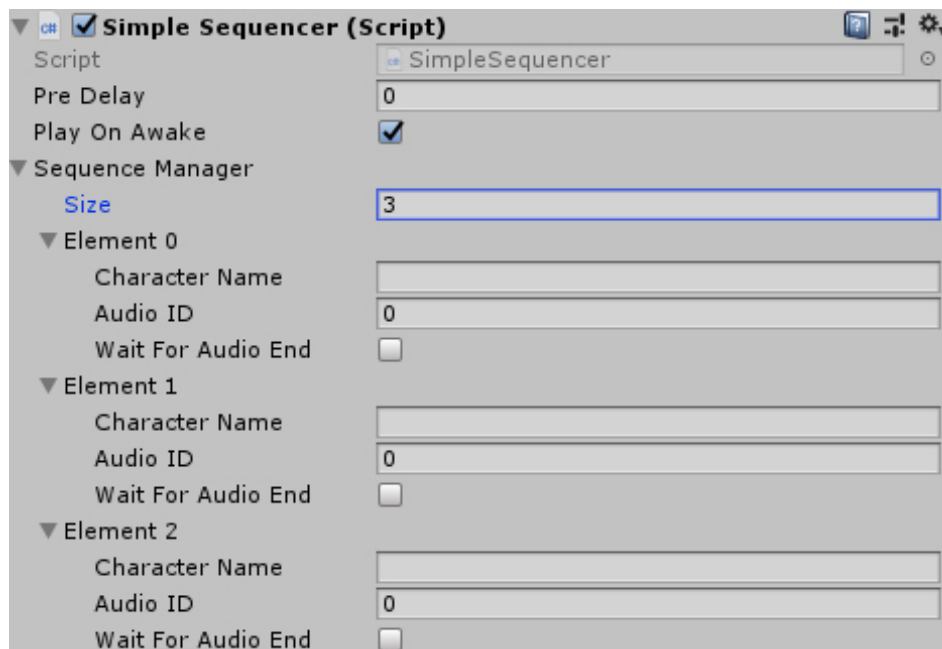 Simple Sequencer (Script)
Script SimpleSequencer
Pre Delay 0
Play On Awake
Sequence Manager
Size 3
Element 0
Character Name
Audio ID 0
Wait For Audio End
Element 1
Character Name
Audio ID 0
Wait For Audio End
Element 2
Character Name
Audio ID 0
Wait For Audio End